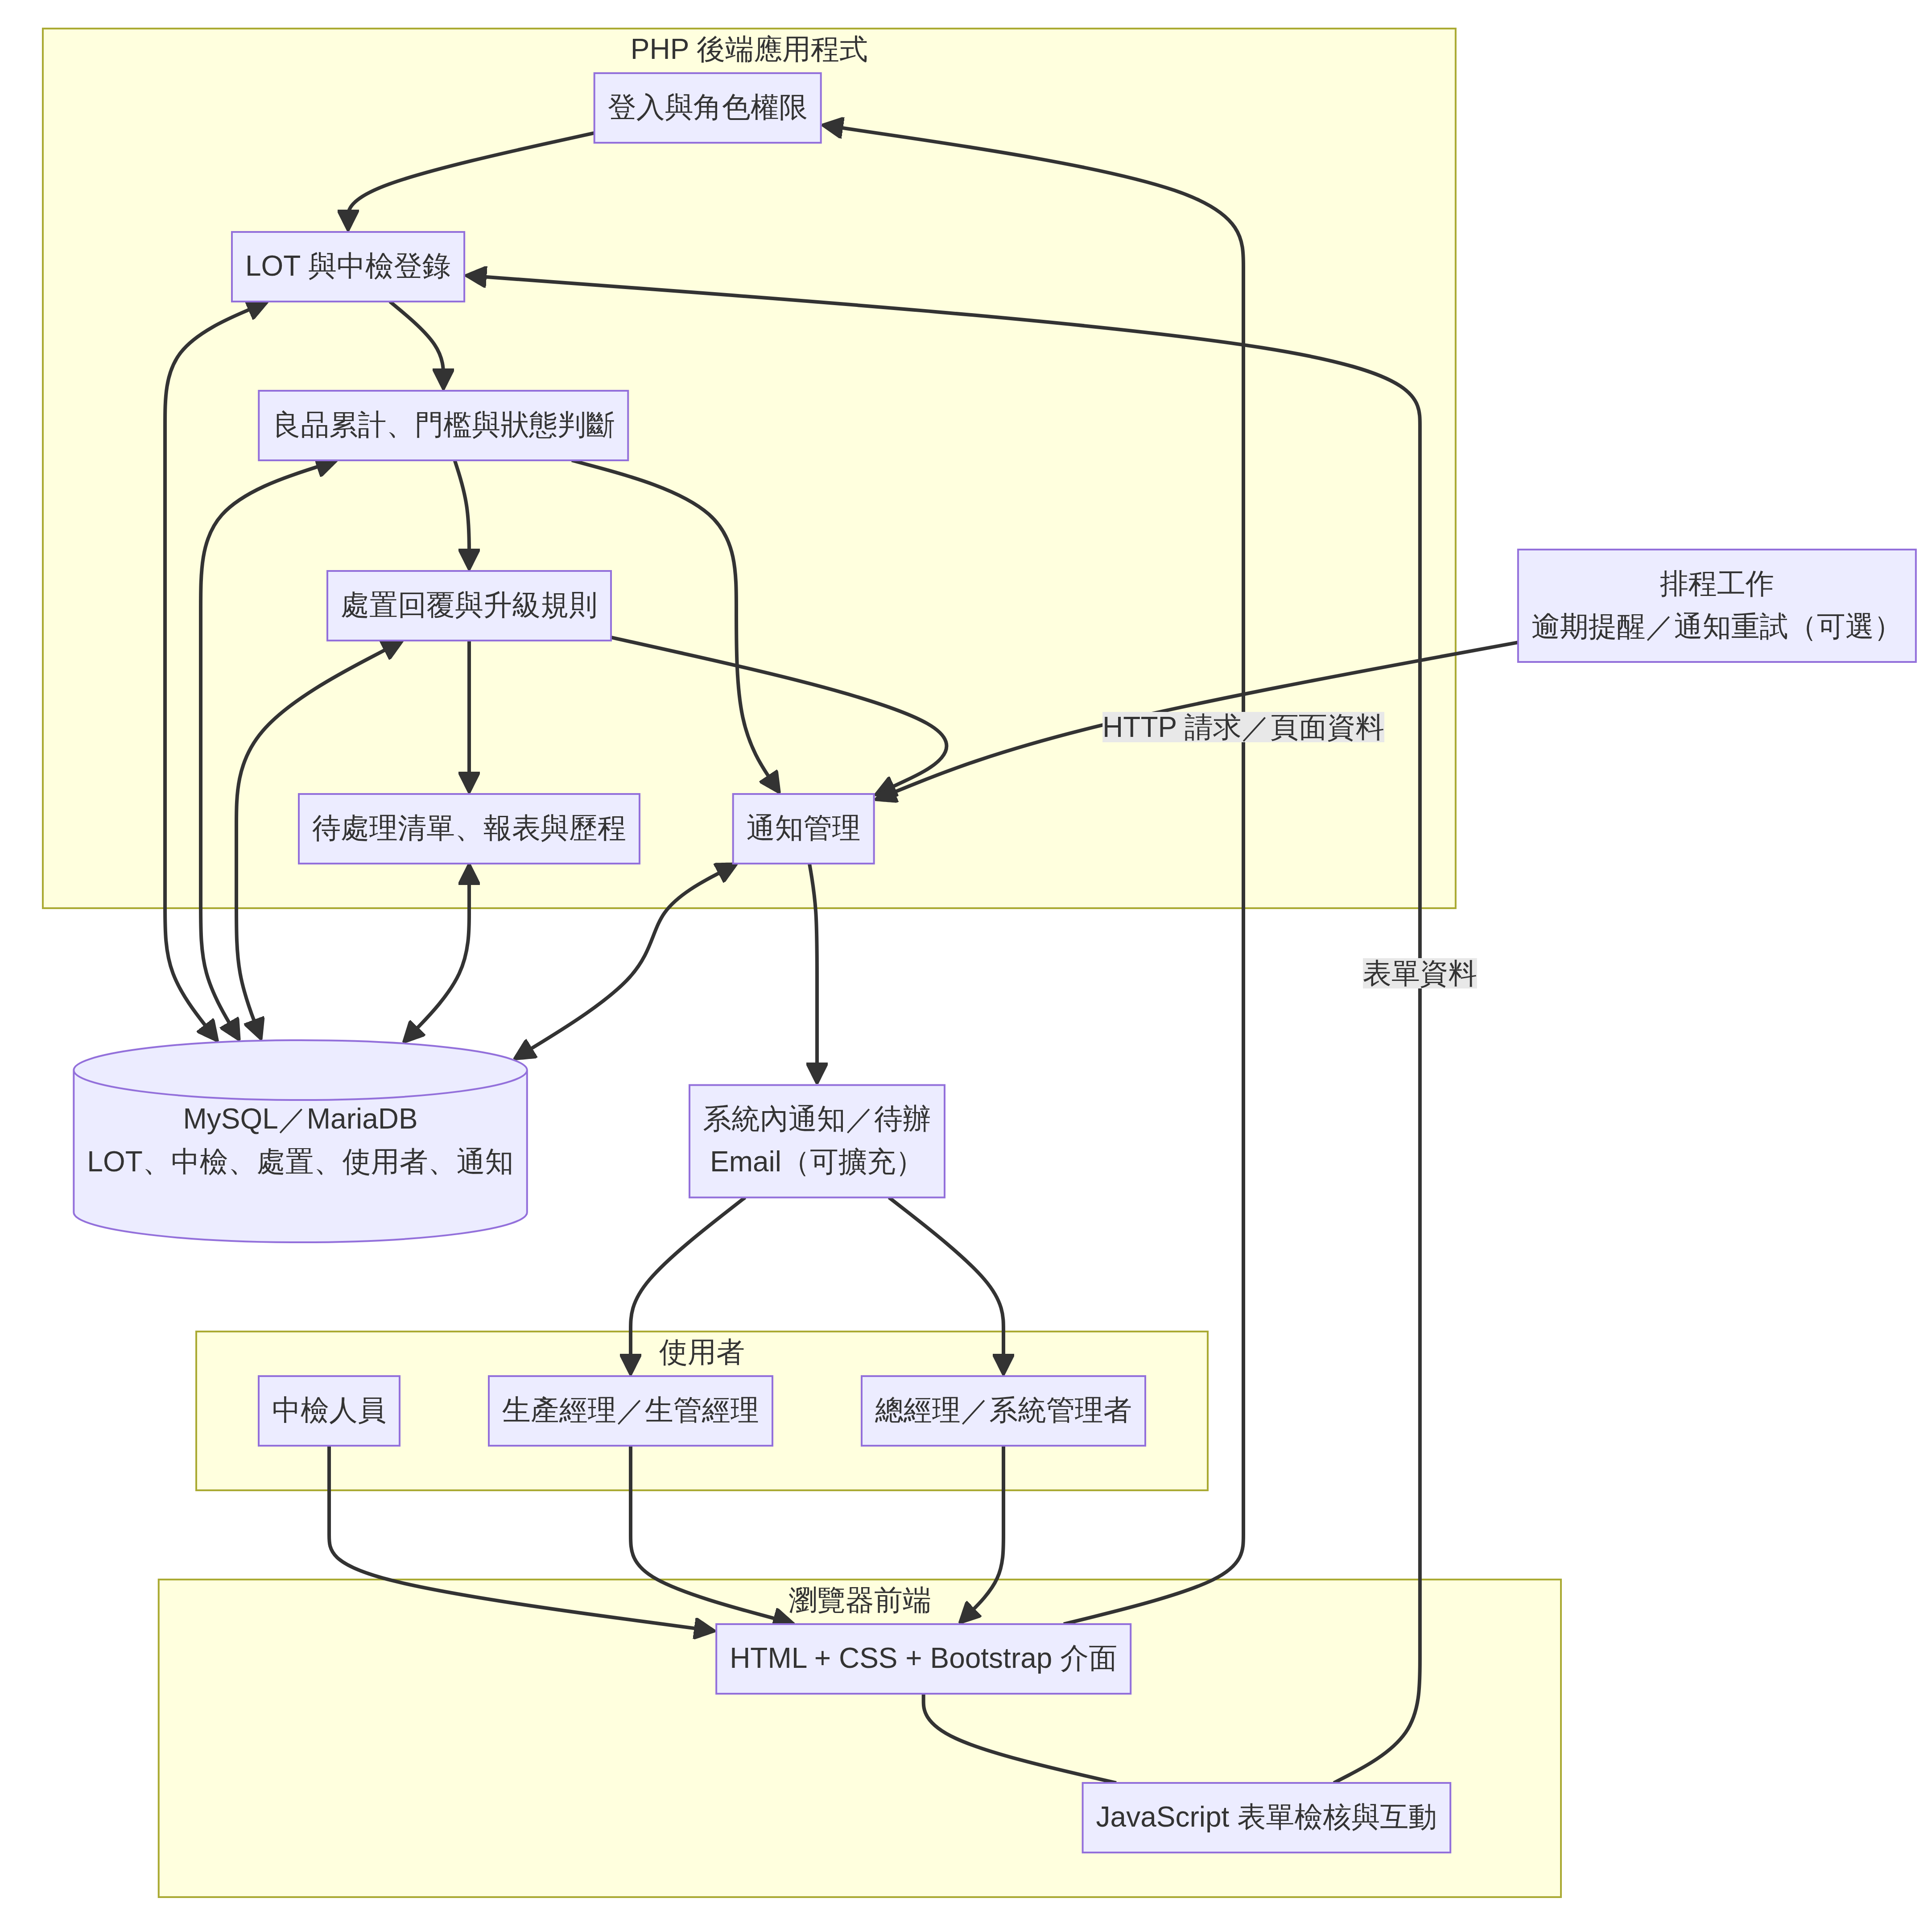 PHP 後端應用程式
登入與角色權限
LOT 與中檢登錄
良品累計、門檻與狀態判斷
處置回覆與升級規則
排程工作
逾期提醒／通知重試（可選）
HTTP 請求／頁面資料
待處理清單、報表與歷程
通知管理
表單資料
MySQL／MariaDB
LOT、中檢、處置、使用者、通知
系統內通知／待辦
Email（可擴充）
使用者
中檢人員
生產經理／生管經理
總經理／系統管理者
瀏覽器前端
HTML + CSS + Bootstrap 介面
JavaScript 表單檢核與互動